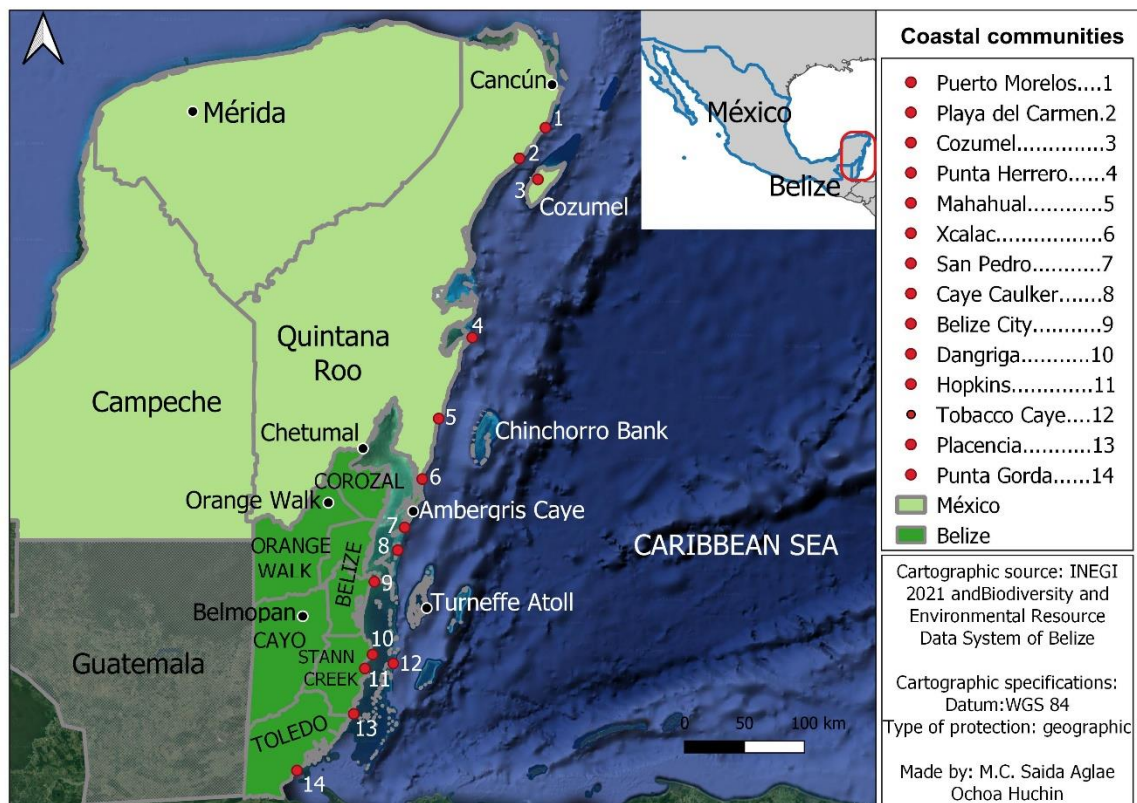 Cancún
Mérida
1
2
3
Cozumel
4
Quintana
Roo
Campeche
5
Chinchorro Bank
Chetumal
6
COROZAL
Orange Walk
Ambergris Caye
7
8
ORANGE
WALK
BELIZE
CARIBBEAN SEA
9
Turneffe Atoll
Belmopan
CAYO
10
STANN
CREEK
11
12
Guatemala
13
TOLEDO
14
0 50 100 km
México
Belize
Coastal communities
Puerto Morelos....1
Playa del Carmen.2
Cozumel...............3
Punta Herrero......4
Mahahual.............5
Xcalac................6
San Pedro...........7
Caye Caulker.......8
Belize City...........9
Dangriga...........10
Hopkins.............11
Tobacco Caye....12
Placencia..........13
Punta Gorda......14
México
Belize
Cartographic source: INEGI
2021 andBiodiversity and
Environmental Resource
Data System of Belize
Cartographic specifications:
Datum:WGS 84
Type of protection: geographic
Made by: M.C. Saida Aglae
Ochoa Huchin